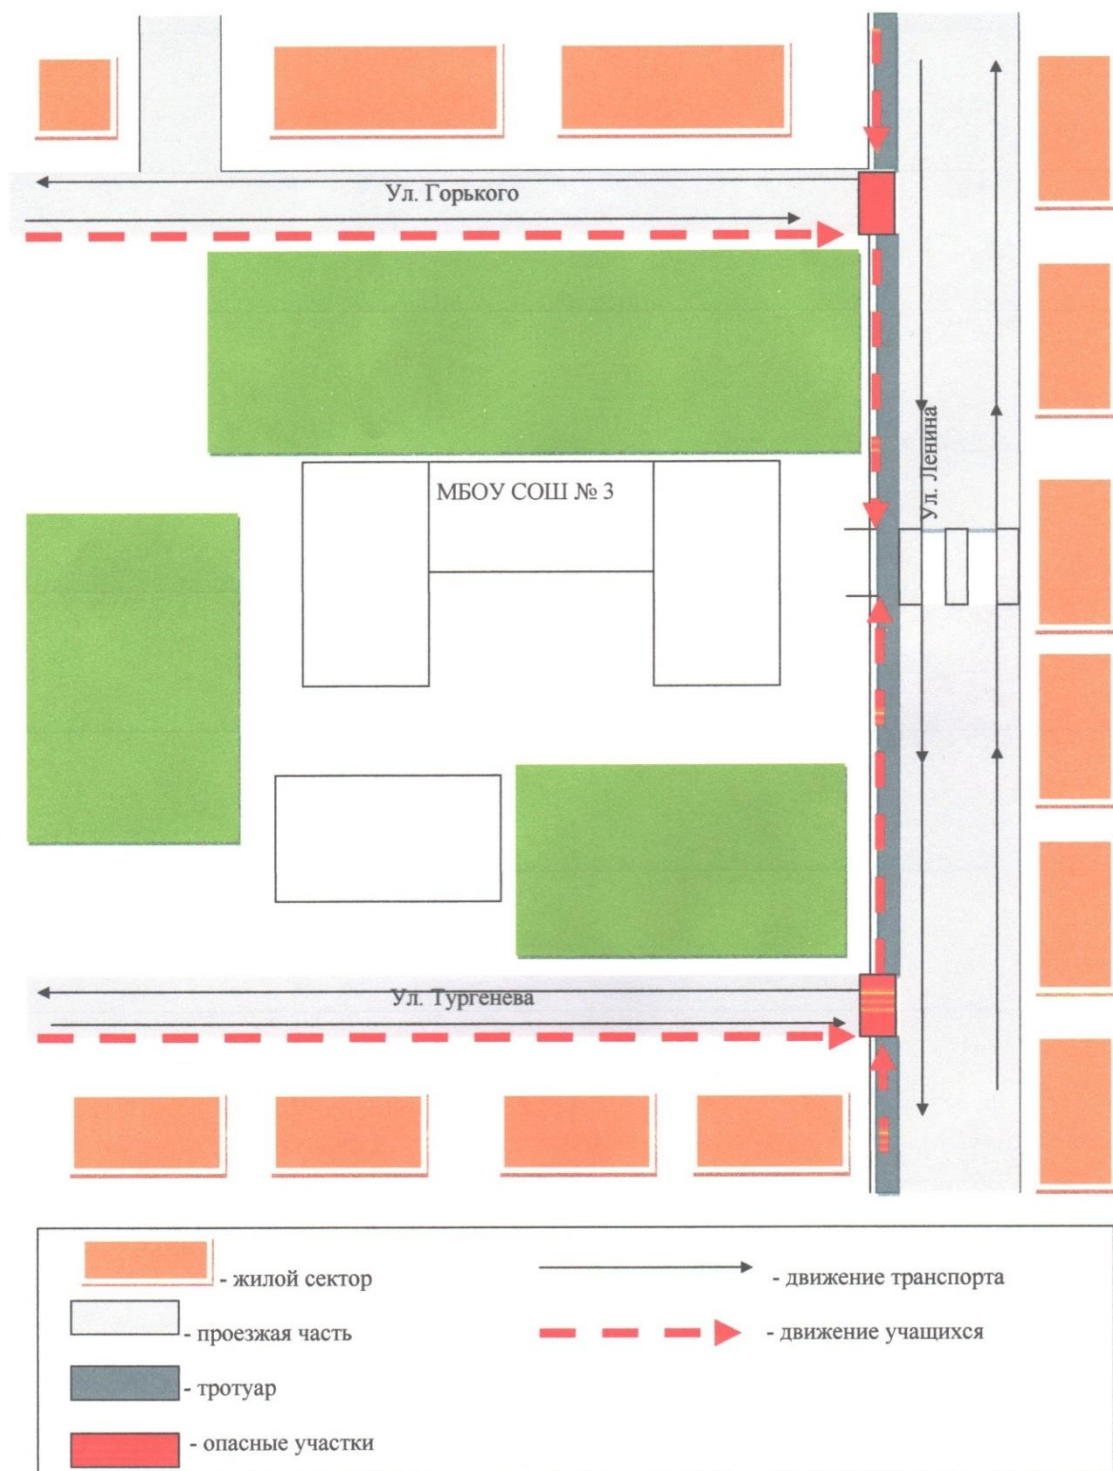 Ул. Горького
Ул. Ленина
МБОУ СОШ № 3
Ул. Тургенева
- жилой сектор
- движение транспорта
- проезжая часть
- движение учащихся
- тротуар
- опасные участки